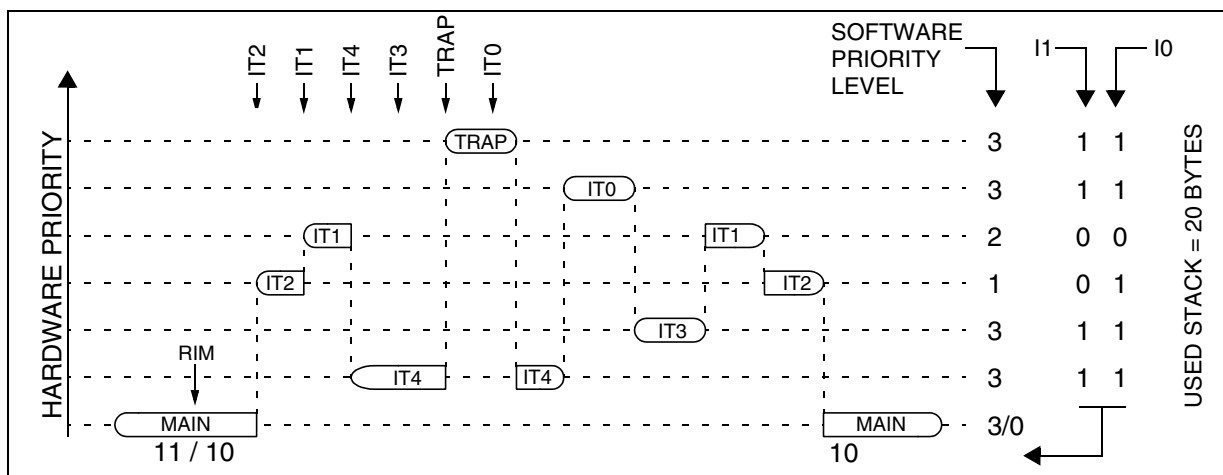 IT2
IT1
IT4
IT3
TRAP
IT0
SOFTWARE
PRIORITY
LEVEL
I1
I0
HARDWARE PRIORITY
TRAP
3
1 1
IT0
3
1 1
IT1
IT1
2
0 0
IT2
IT2
1
0 1
IT3
3
1 1
RIM
IT4
IT4
3
1 1
MAIN
MAIN
3/0
11 / 10
10
USED STACK = 20 BYTES